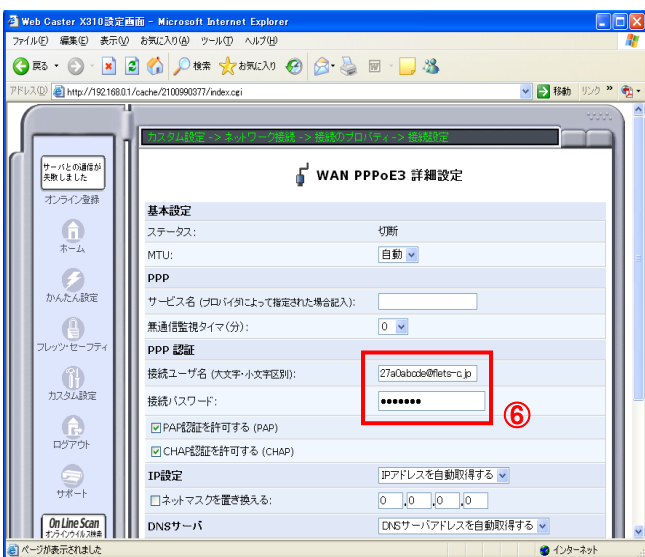 Web Caster X310設定画面 - Microsoft Internet Explorer
ファイル(F) 編集(E) 表示(V) お気に入り(A) ツール(T) ヘルプ(H)
戻る 検索 お気に入り
アドレス(D) http://192.168.0.1/cache/2100990377/index.cgi 移動 リンク »
カスタム設定 -> ネットワーク接続 -> 接続のプロパティ -> 接続設定
サーバとの通信が
失敗しました
オンライン登録
ホーム
かんたん設定
フレッツ・セーフティ
カスタム設定
ログアウト
サポート
On Line Scan
オンラインウイルス検査
WAN PPPoE3 詳細設定
基本設定
ステータス: 切断
MTU: 自動
PPP
サービス名 (プロバイダによって指定された場合記入):
無通信監視タイマ(分): 0
PPP 認証
接続ユーザ名 (大文字・小文字区別): 27a0abcde@flets-c.jp
接続パスワード: ●●●●●●●
⑥
PAP認証を許可する (PAP)
CHAP認証を許可する (CHAP)
IP設定 IPアドレスを自動取得する
ネットマスクを置き換える: 0 .0 .0 .0
DNSサーバ DNSサーバアドレスを自動取得する
ページが表示されました インターネット